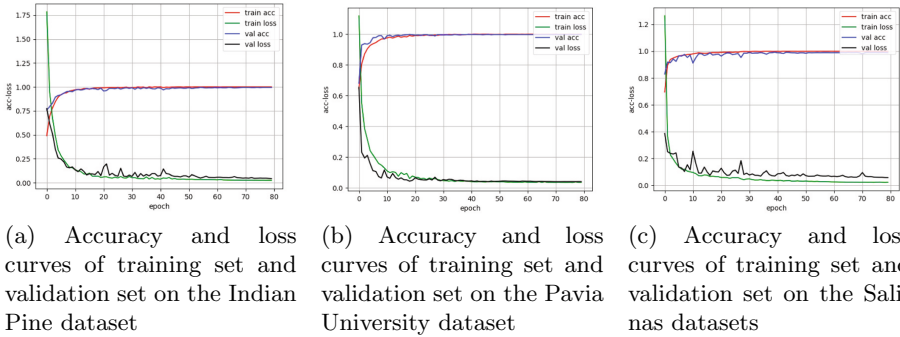 train acc
train loss
val acc
val loss
acc-loss
1.75
1.50
1.25
1.00
0.75
0.50
0.25
0.00
0 10 20 30 40 50 60 70 80
epoch
train acc
train loss
val acc
val loss
acc-loss
1.0
0.8
0.6
0.4
0.2
0.0
0 10 20 30 40 50 60 70 80
epoch
train acc
train loss
val acc
val loss
acc-loss
1.2
1.0
0.8
0.6
0.4
0.2
0.0
0 10 20 30 40 50 60 70 80
epoch
(a) Accuracy and loss
curves of training set and
validation set on the Indian
Pine dataset
(b) Accuracy and loss
curves of training set and
validation set on the Pavia
University dataset
(c) Accuracy and los
curves of training set and
validation set on the Sali
nas datasets